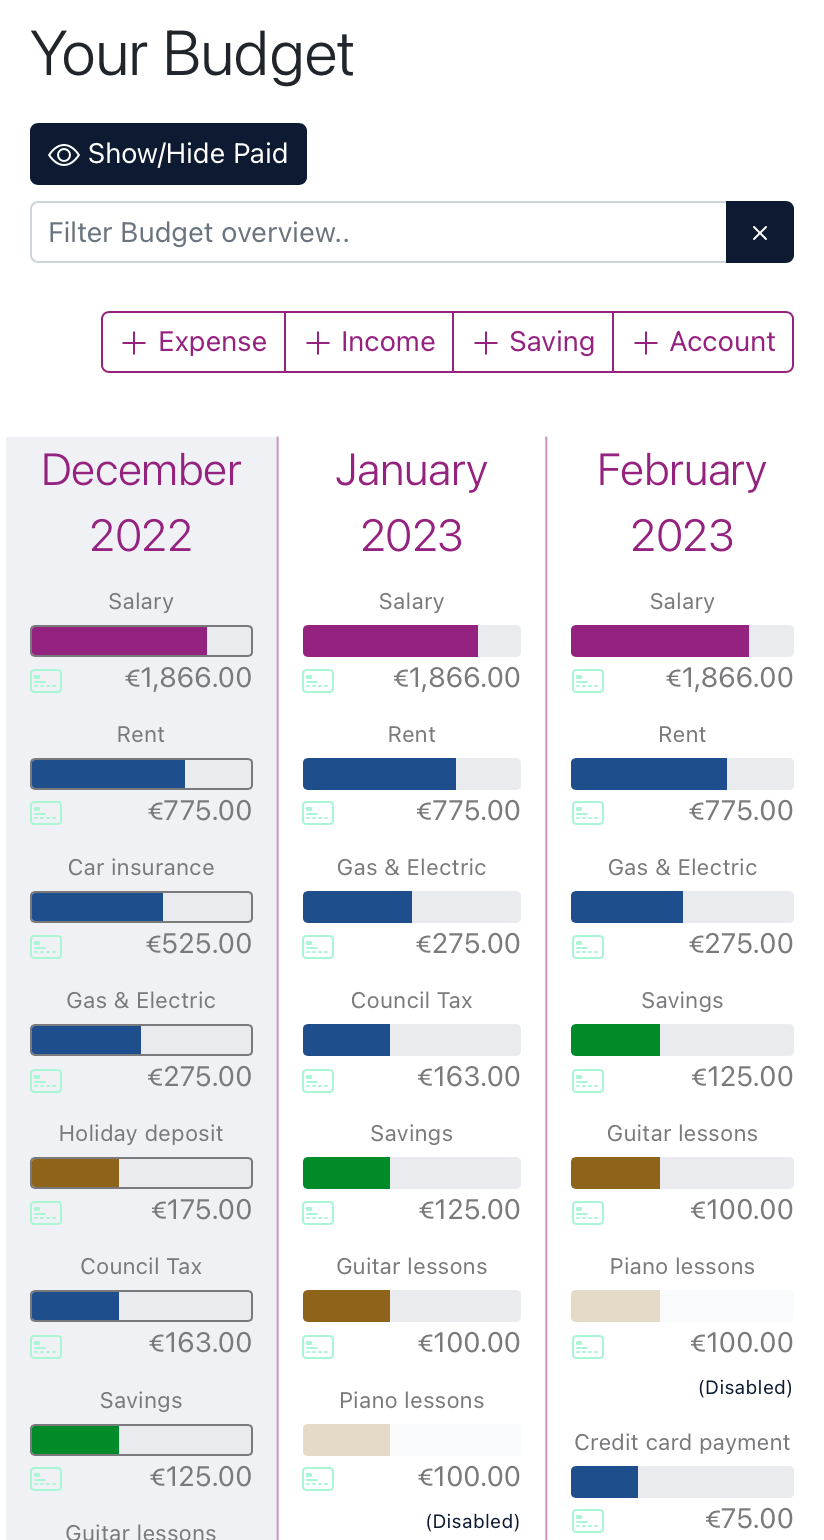 Your Budget
Show/Hide Paid
Filter Budget overview..
+ Expense
+ Income
+ Saving
+ Account
December
2022
Salary
€1,866.00
Rent
€775.00
Car insurance
€525.00
Gas & Electric
€275.00
Holiday deposit
€175.00
Council Tax
€163.00
Savings
€125.00
Guitar lessons
January
2023
Salary
€1,866.00
Rent
€775.00
Gas & Electric
€275.00
Council Tax
€163.00
Savings
€125.00
Guitar lessons
€100.00
Piano lessons
€100.00
(Disabled)
February
2023
Salary
€1,866.00
Rent
€775.00
Gas & Electric
€275.00
Savings
€125.00
Guitar lessons
€100.00
Piano lessons
€100.00
(Disabled)
Credit card payment
€75.00